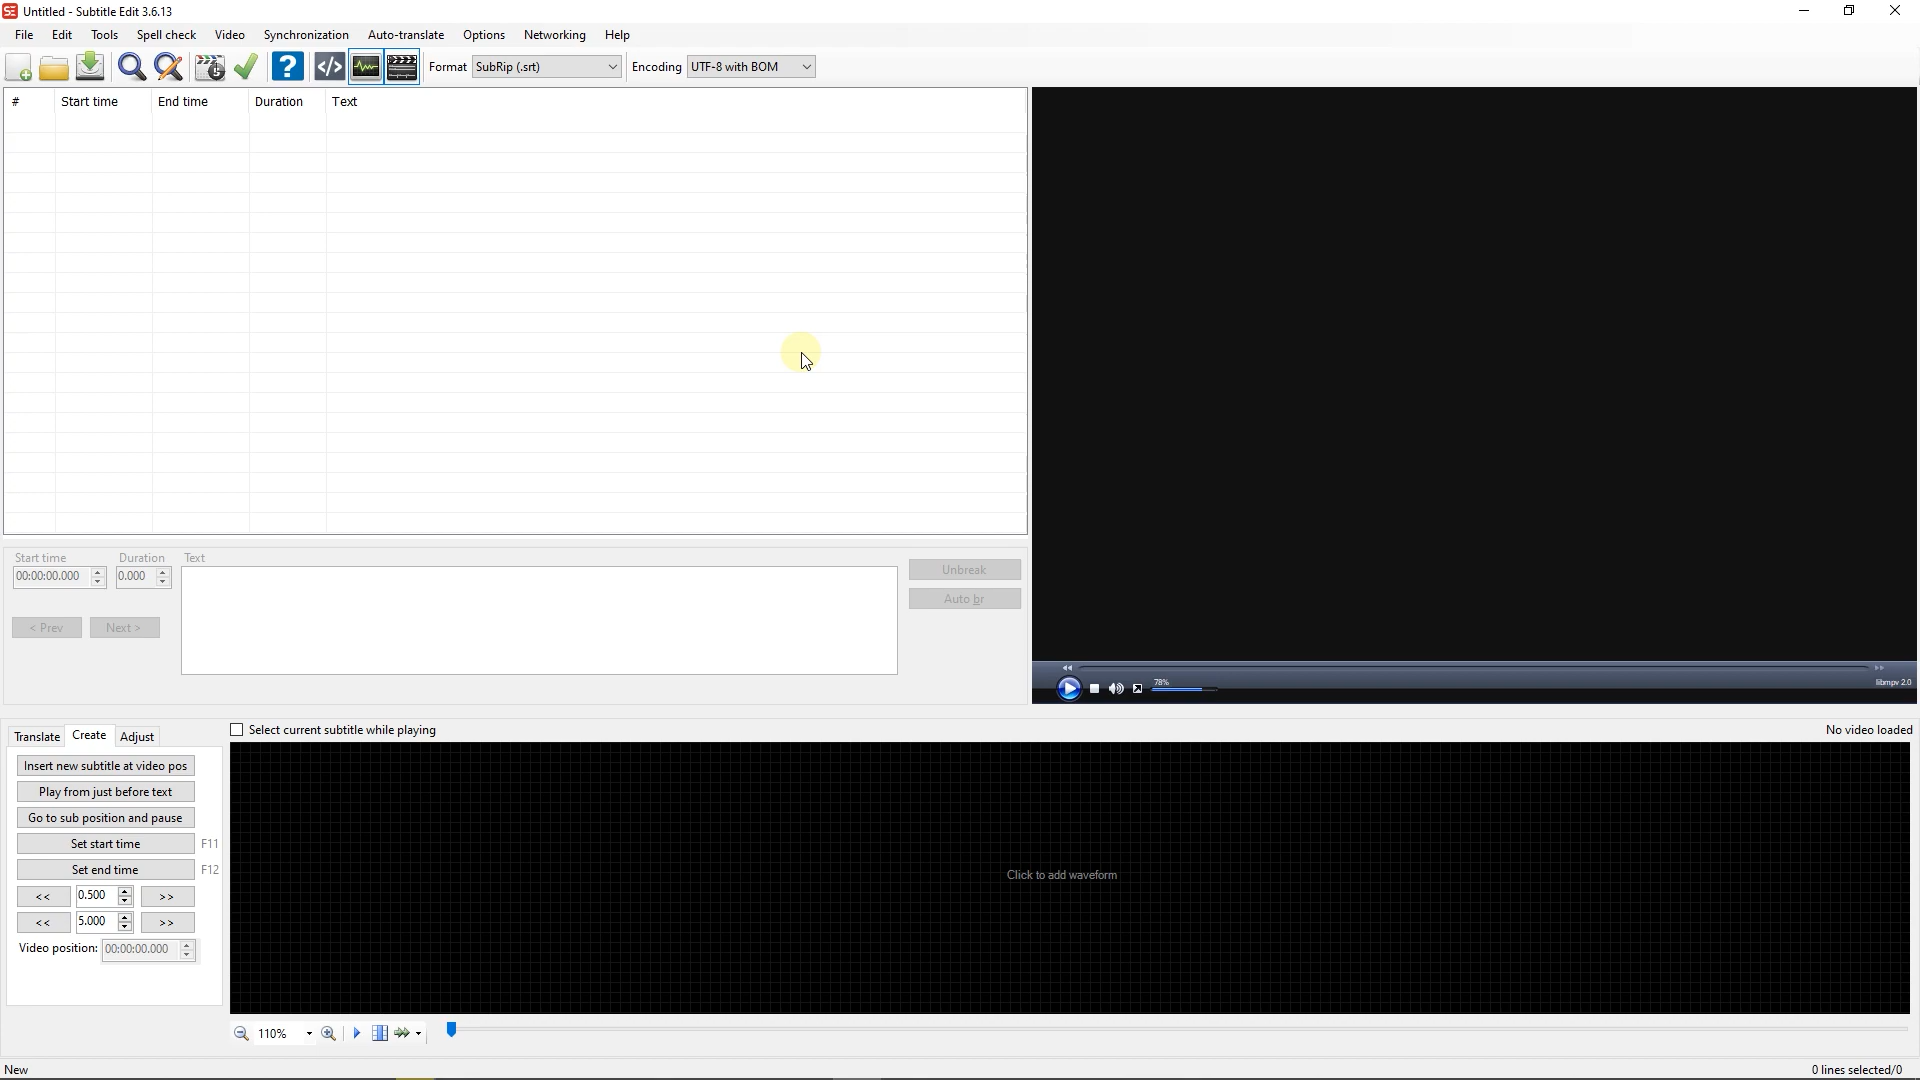 SE Untitled - Subtitle Edit 3.6.13
File Edit Tools Spell check Video Synchronization Auto-translate Options Networking Help
Format SubRip (.srt) Encoding UTF-8 with BOM
# Start time End time Duration Text
Start time Duration Text
00:00:00.000 0.000
Unbreak
Auto br
< Prev Next >
78%
libmpv 2.0
Translate Create Adjust
Select current subtitle while playing
No video loaded
Insert new subtitle at video pos
Play from just before text
Go to sub position and pause
Set start time F11
Set end time F12
<< 0.500 >>
<< 5.000 >>
Video position: 00:00:00.000
Click to add waveform
110%
New
0 lines selected/0